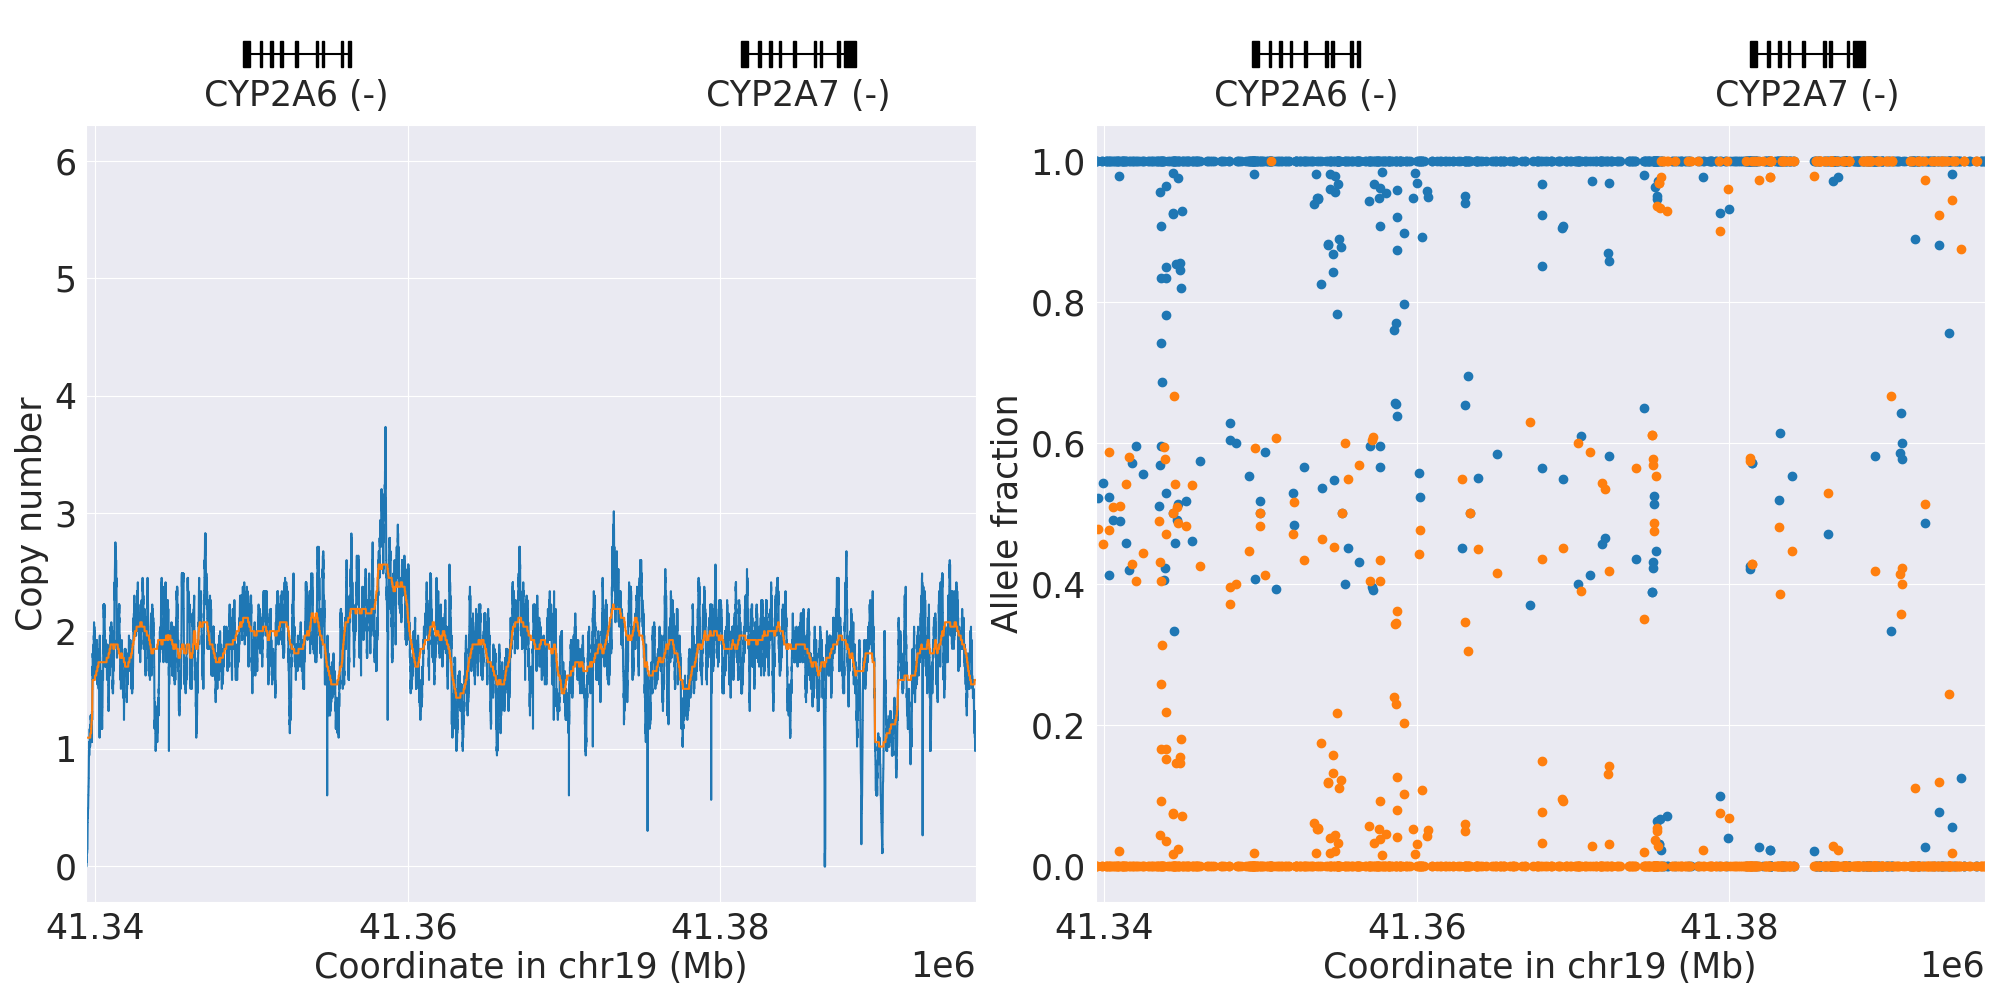 CYP2A6 (-) CYP2A7 (-) CYP2A6 (-) CYP2A7 (-)
Copy number
6
5
4
3
2
1
0
41.34 41.36 41.38
Coordinate in chr19 (Mb) 1e6
Allele fraction
1.0
0.8
0.6
0.4
0.2
0.0
41.34 41.36 41.38
Coordinate in chr19 (Mb) 1e6